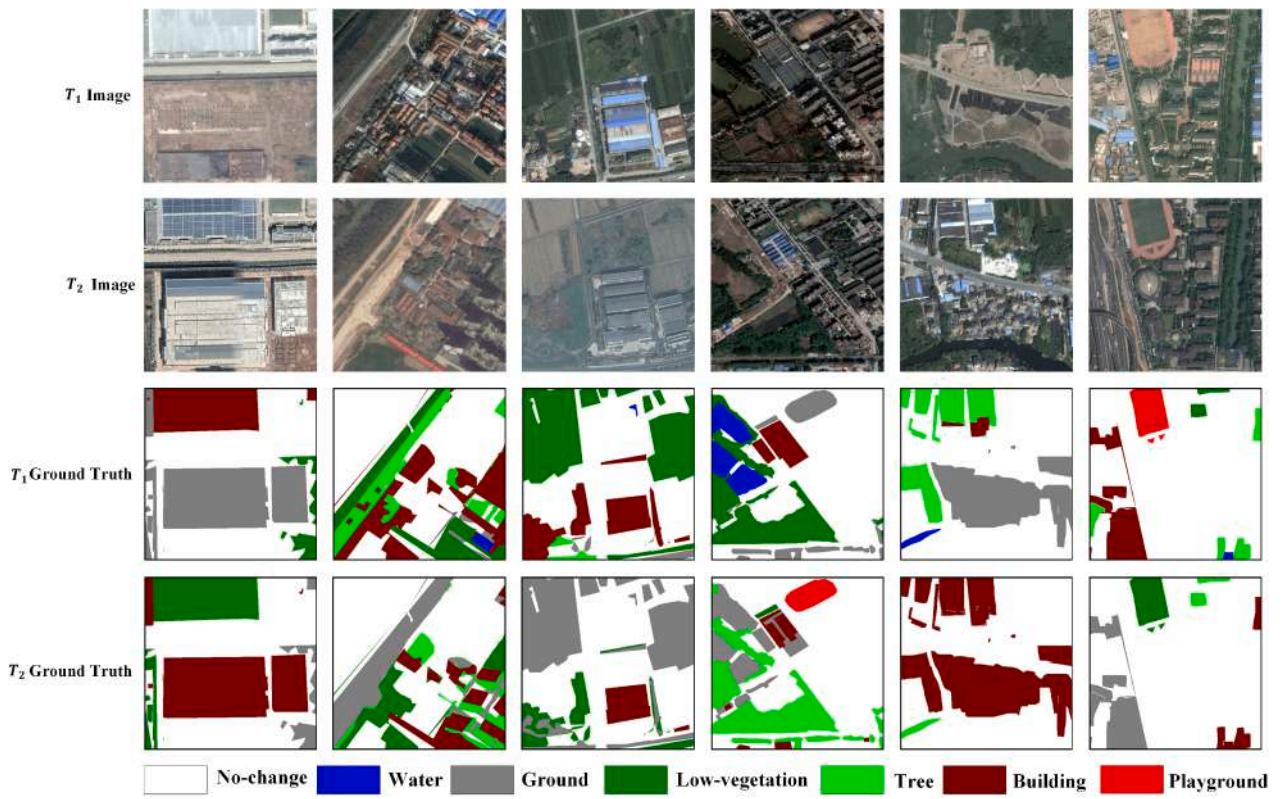 T₁ Image
T₂ Image
T₁ Ground Truth
T₂ Ground Truth
No-change Water Ground Low-vegetation Tree Building Playground